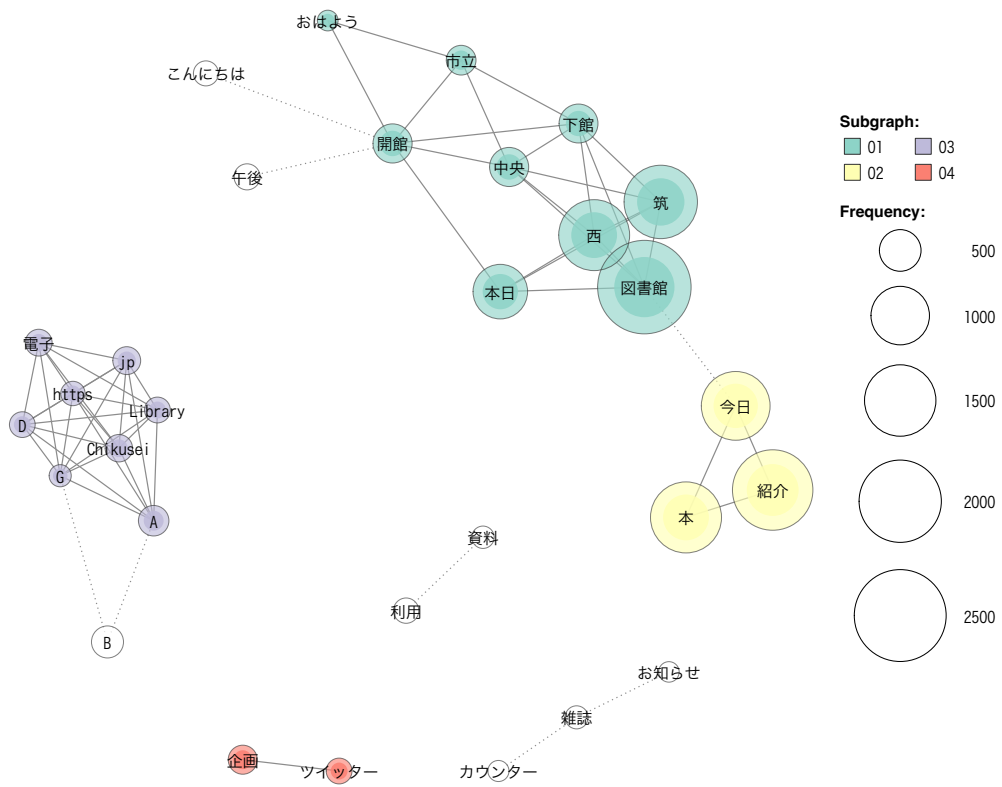 おはよう
市立
こんにちは
下館
開館
中央
午後
筑
西
図書館
本日
電子
jp
https
Library
D
Chikusei
G
A
B
今日
紹介
本
資料
利用
お知らせ
雑誌
カウンター
企画
ツイッター
Subgraph:
01 03
02 04
Frequency:
500
1000
1500
2000
2500